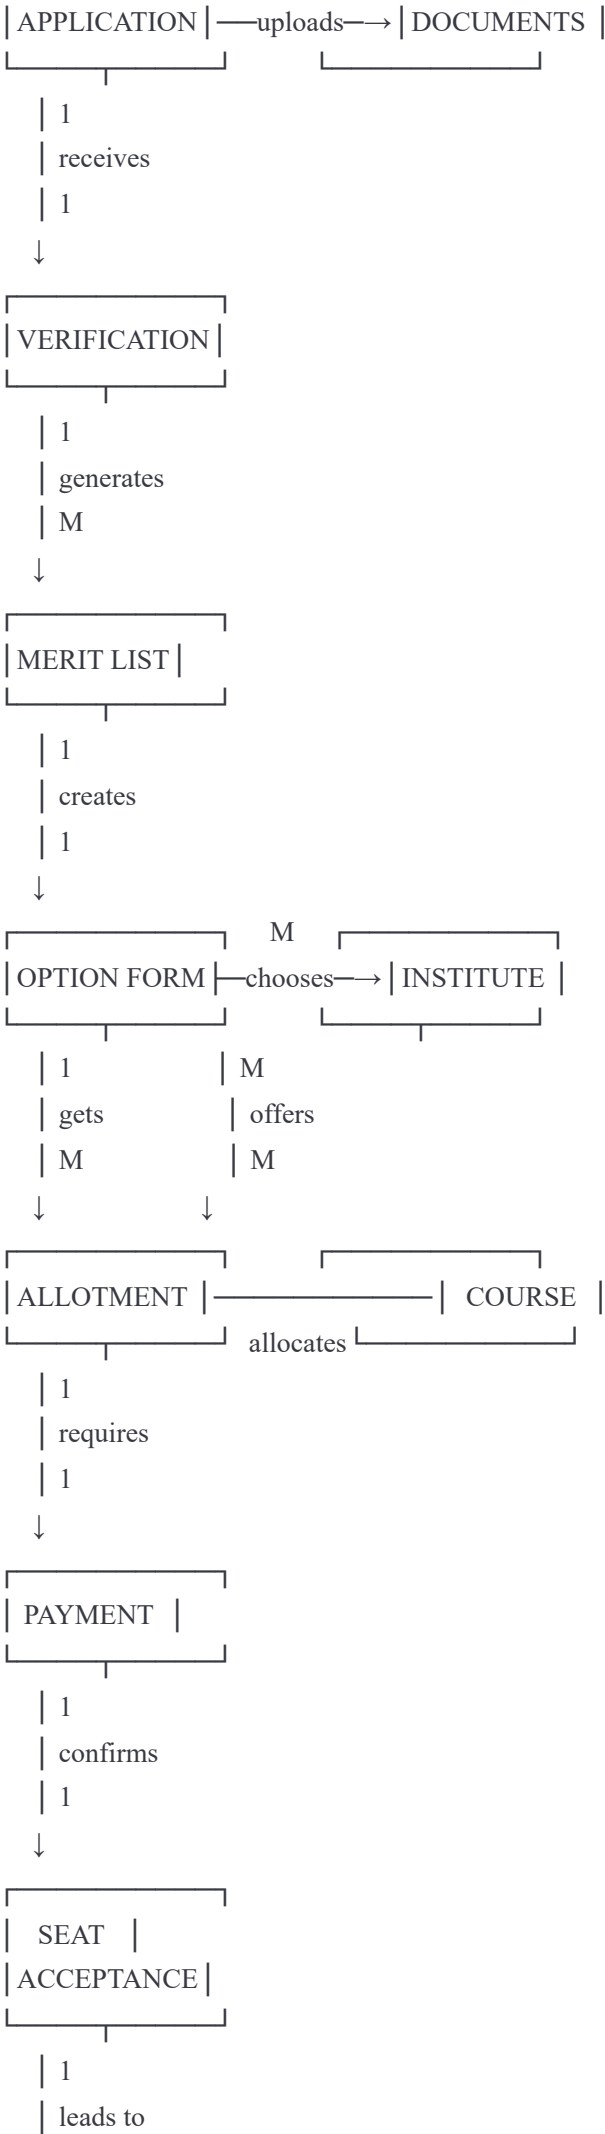 │ APPLICATION │──uploads─→│ DOCUMENTS │
└─────┬─────┘ └───────────┘
│ 1
│ receives
│ 1
↓
┌───────────┐
│ VERIFICATION │
└─────┬─────┘
│ 1
│ generates
│ M
↓
┌───────────┐
│ MERIT LIST │
└─────┬─────┘
│ 1
│ creates
│ 1
↓
┌───────────┐ M ┌───────────┐
│ OPTION FORM ├─chooses─→│ INSTITUTE │
└─────┬─────┘ └─────┬─────┘
│ 1 │ M
│ gets │ offers
│ M │ M
↓ ↓
┌───────────┐ ┌───────────┐
│ ALLOTMENT │───────────│ COURSE │
└─────┬─────┘ allocates └───────────┘
│ 1
│ requires
│ 1
↓
┌───────────┐
│ PAYMENT │
└─────┬─────┘
│ 1
│ confirms
│ 1
↓
┌───────────┐
│ SEAT │
│ ACCEPTANCE │
└─────┬─────┘
│ 1
│ leads to